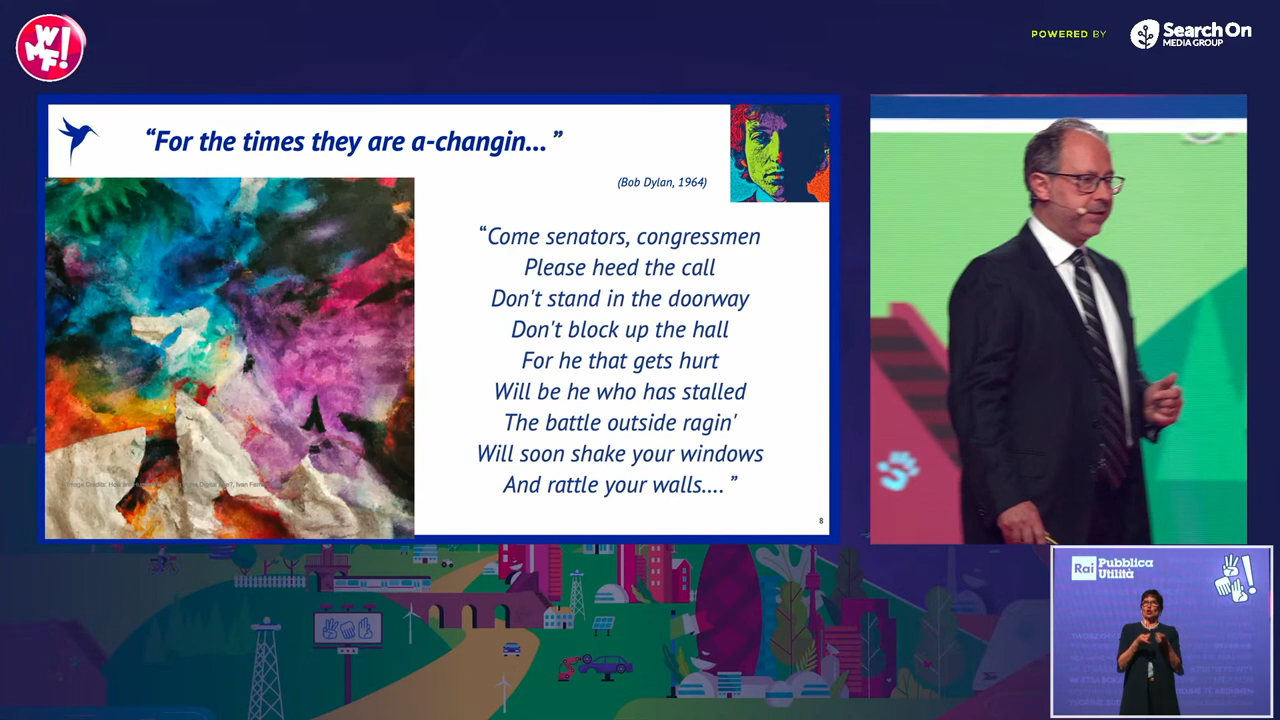 WMF!
POWERED BY
Search On
MEDIA GROUP
“For the times they are a-changin... ”
(Bob Dylan, 1964)
“Come senators, congressmen
Please heed the call
Don't stand in the doorway
Don't block up the hall
For he that gets hurt
Will be he who has stalled
The battle outside ragin'
Will soon shake your windows
And rattle your walls.... ”
8
Rai Pubblica
Utilità